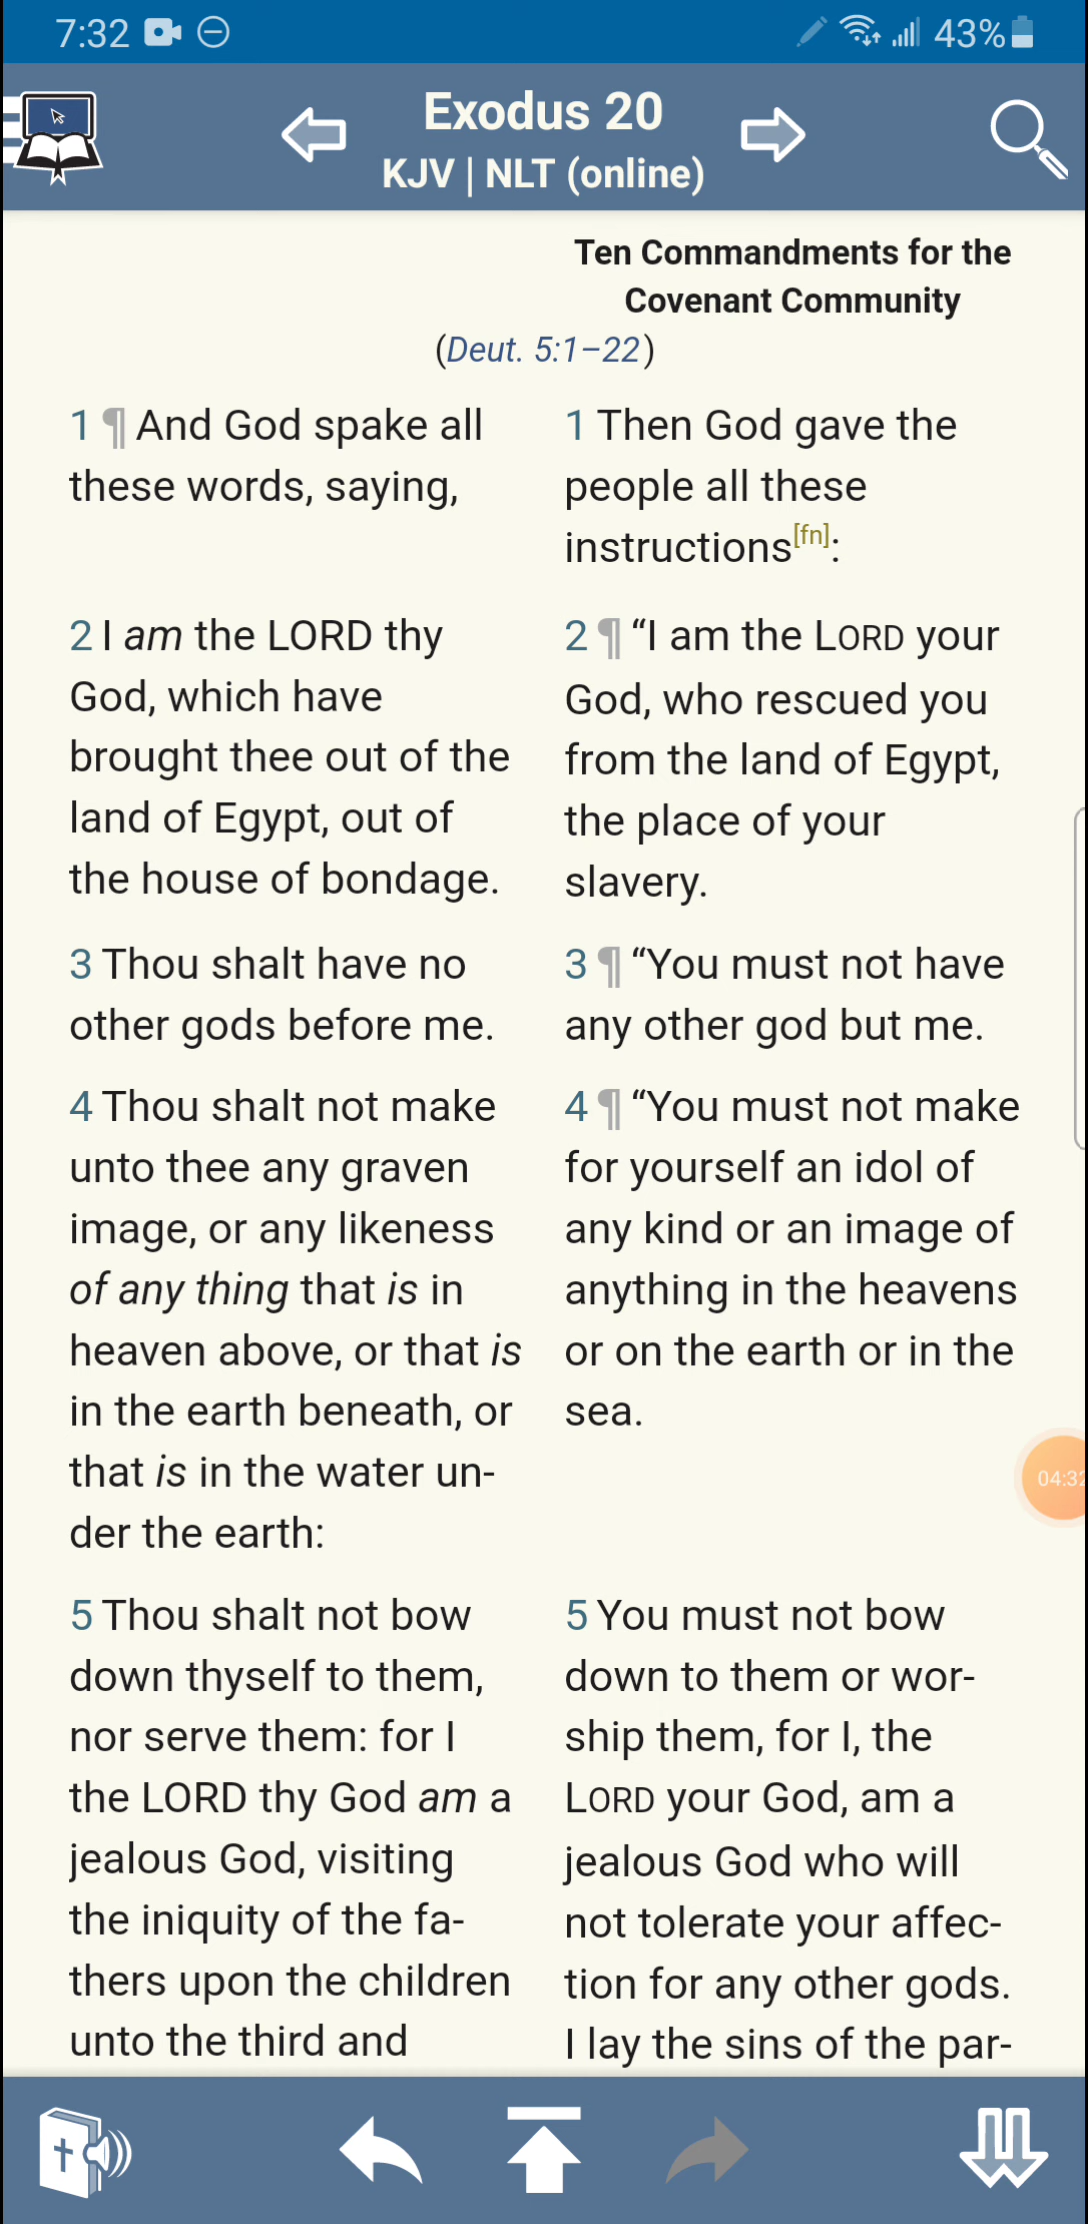 7:32
43%
Exodus 20
KJV | NLT (online)
Ten Commandments for the
Covenant Community
(Deut. 5:1–22)
1 ¶ And God spake all
these words, saying,
1 Then God gave the
people all these
instructions[fn]:
2 I am the LORD thy
God, which have
brought thee out of the
land of Egypt, out of
the house of bondage.
2 ¶ “I am the LORD your
God, who rescued you
from the land of Egypt,
the place of your
slavery.
3 Thou shalt have no
other gods before me.
3 ¶ “You must not have
any other god but me.
4 Thou shalt not make
unto thee any graven
image, or any likeness
of any thing that is in
heaven above, or that is
in the earth beneath, or
that is in the water un-
der the earth:
4 ¶ “You must not make
for yourself an idol of
any kind or an image of
anything in the heavens
or on the earth or in the
sea.
04:32
5 Thou shalt not bow
down thyself to them,
nor serve them: for I
the LORD thy God am a
jealous God, visiting
the iniquity of the fa-
thers upon the children
unto the third and
5 You must not bow
down to them or wor-
ship them, for I, the
LORD your God, am a
jealous God who will
not tolerate your affec-
tion for any other gods.
I lay the sins of the par-